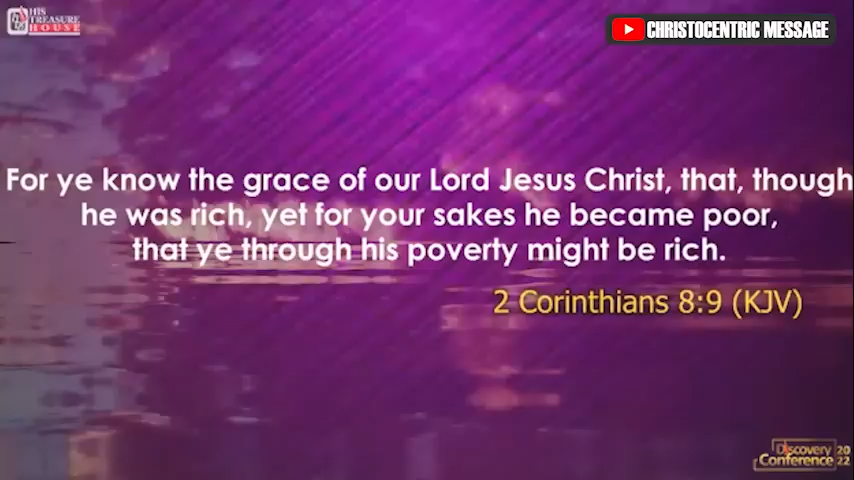 HIS
TREASURE
HOUSE
CHRISTOCENTRIC MESSAGE
For ye know the grace of our Lord Jesus Christ, that, though
he was rich, yet for your sakes he became poor,
that ye through his poverty might be rich.
2 Corinthians 8:9 (KJV)
Discovery
Conference
20
22